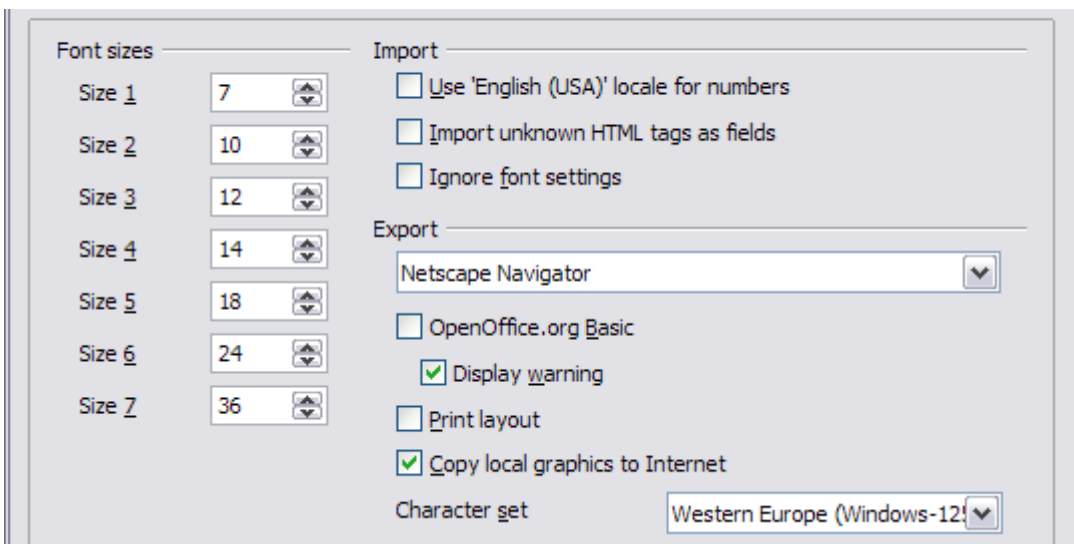 Font sizes
Size 1 7
Size 2 10
Size 3 12
Size 4 14
Size 5 18
Size 6 24
Size 7 36
Import
Use 'English (USA)' locale for numbers
Import unknown HTML tags as fields
Ignore font settings
Export
Netscape Navigator
OpenOffice.org Basic
Display warning
Print layout
Copy local graphics to Internet
Character set Western Europe (Windows-125